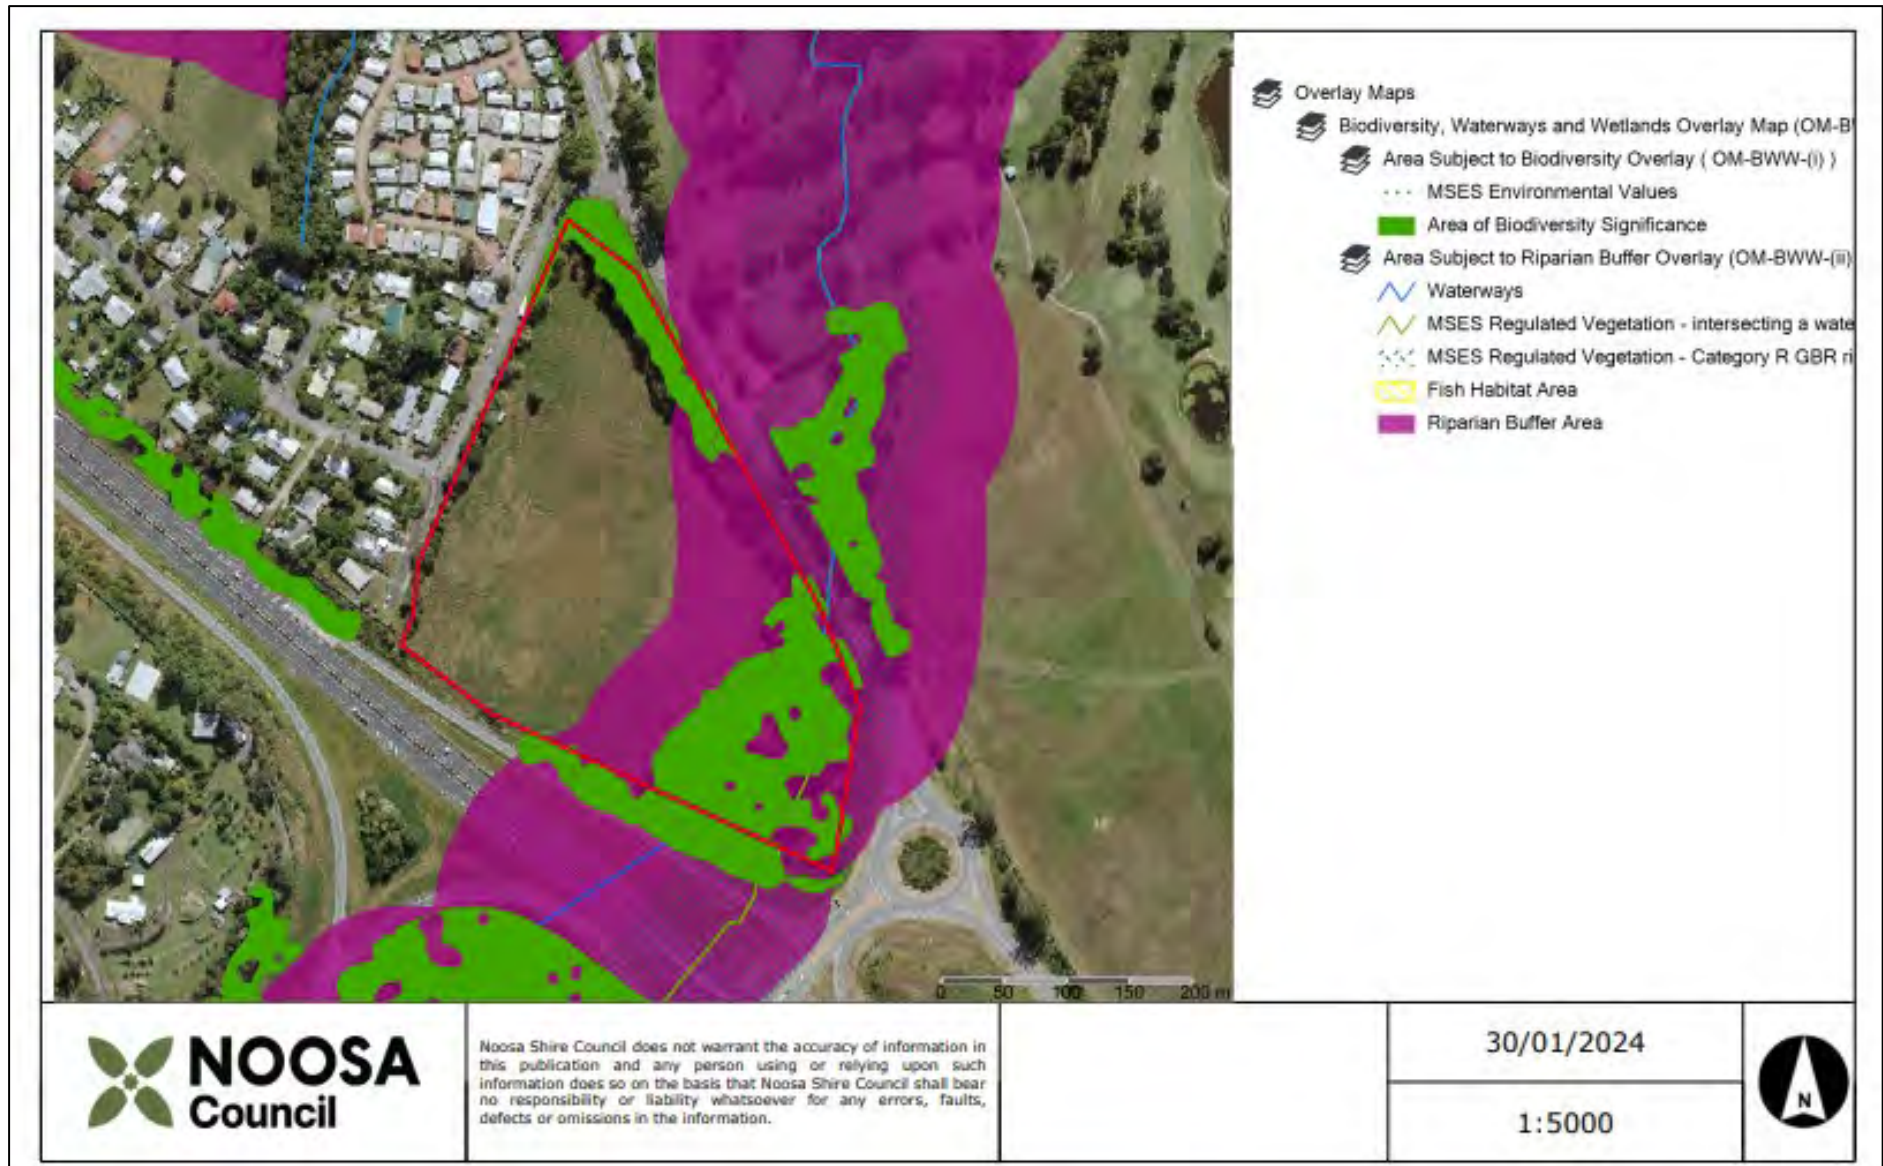 Overlay Maps
Biodiversity, Waterways and Wetlands Overlay Map (OM-B
Area Subject to Biodiversity Overlay ( OM-BWW-(i) )
MSES Environmental Values
Area of Biodiversity Significance
Area Subject to Riparian Buffer Overlay (OM-BWW-(ii)
Waterways
MSES Regulated Vegetation - intersecting a wate
MSES Regulated Vegetation - Category R GBR ri
Fish Habitat Area
Riparian Buffer Area
0 50 100 150 200 m
NOOSA
Council
Noosa Shire Council does not warrant the accuracy of information in
this publication and any person using or relying upon such
information does so on the basis that Noosa Shire Council shall bear
no responsibility or liability whatsoever for any errors, faults,
defects or omissions in the information.
30/01/2024
1:5000
N